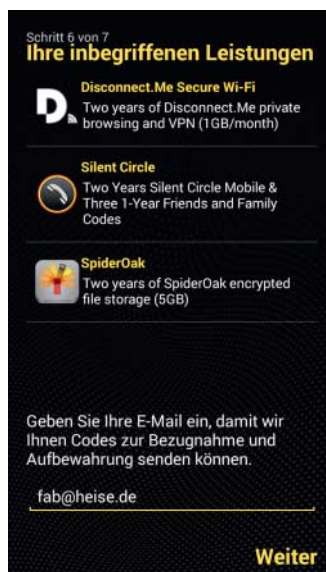 Schritt 6 von 7
Ihre inbegriffenen Leistungen
Disconnect.Me Secure Wi-Fi
Two years of Disconnect.Me private
browsing and VPN (1GB/month)
Silent Circle
Two Years Silent Circle Mobile &
Three 1-Year Friends and Family
Codes
SpiderOak
Two years of SpiderOak encrypted
file storage (5GB)
Geben Sie Ihre E-Mail ein, damit wir
Ihnen Codes zur Bezugnahme und
Aufbewahrung senden können.
fab@heise.de
Weiter